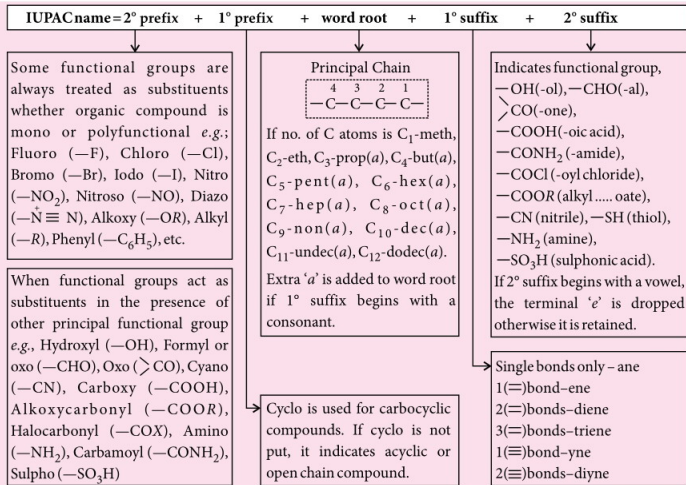 IUPAC name = 2° prefix + 1° prefix + word root + 1° suffix + 2° suffix
Some functional groups are
always treated as substituents
whether organic compound is
mono or polyfunctional e.g.;
Fluoro (—F), Chloro (—Cl),
Bromo (—Br), Iodo (—I), Nitro
(—NO₂), Nitroso (—NO), Diazo
(—N⁺ ≡ N), Alkoxy (—OR), Alkyl
(—R), Phenyl (—C₆H₅), etc.
When functional groups act as
substituents in the presence of
other principal functional group
e.g., Hydroxyl (—OH), Formyl or
oxo (—CHO), Oxo (>CO), Cyano
(—CN), Carboxy (—COOH),
Alkoxycarbonyl (—COOR),
Halocarbonyl (—COX), Amino
(—NH₂), Carbamoyl (—CONH₂),
Sulpho (—SO₃H)
Principal Chain
4 3 2 1
—C—C—C—C—
If no. of C atoms is C₁-meth,
C₂-eth, C₃-prop(a), C₄-but(a),
C₅-pent(a), C₆-hex(a),
C₇-hep(a), C₈-oct(a),
C₉-non(a), C₁₀-dec(a),
C₁₁-undec(a), C₁₂-dodec(a).
Extra ‘a’ is added to word root
if 1° suffix begins with a
consonant.
Cyclo is used for carbocyclic
compounds. If cyclo is not
put, it indicates acyclic or
open chain compound.
Indicates functional group,
—OH(-ol), —CHO(-al),
>CO(-one),
—COOH(-oic acid),
—CONH₂ (-amide),
—COCl (-oyl chloride),
—COOR (alkyl ..... oate),
—CN (nitrile), —SH (thiol),
—NH₂ (amine),
—SO₃H (sulphonic acid).
If 2° suffix begins with a vowel,
the terminal ‘e’ is dropped
otherwise it is retained.
Single bonds only – ane
1(=)bond–ene
2(=)bonds–diene
3(=)bonds–triene
1(≡)bond–yne
2(≡)bonds–diyne